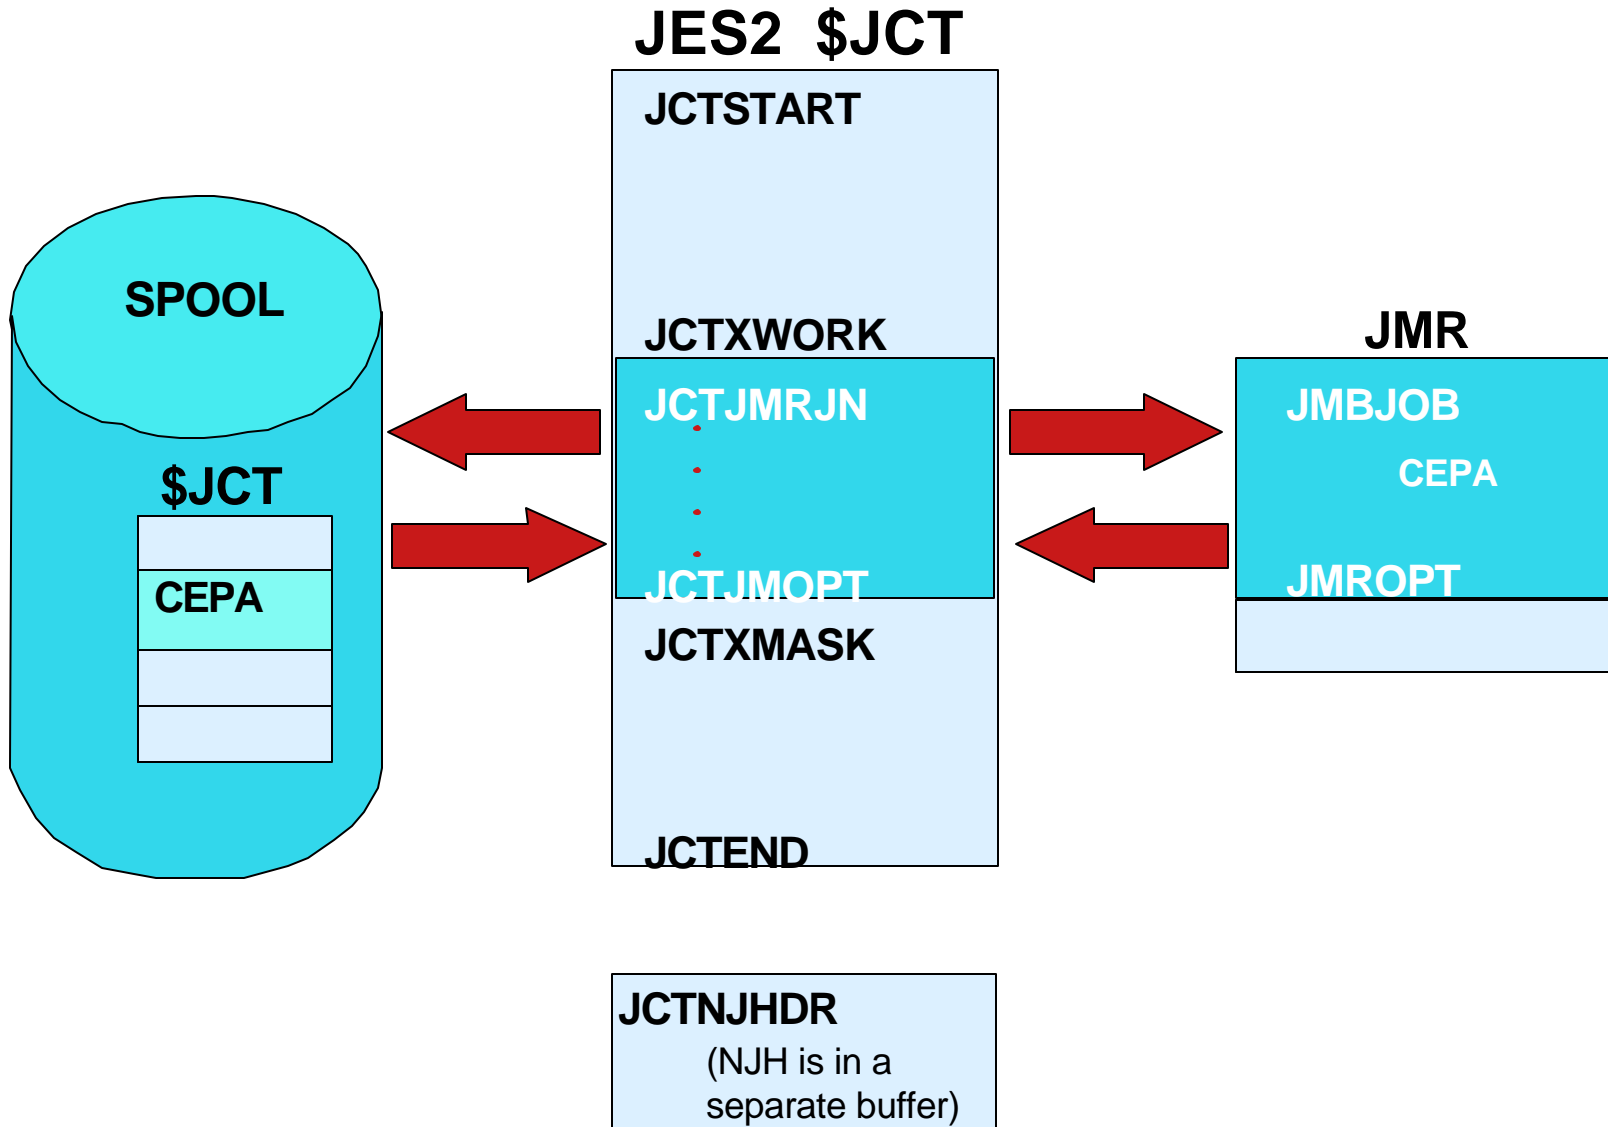 JES2 $JCT
JCTSTART
JCTXWORK
JCTJMRJN
JCTJMOPT
JCTXMASK
JCTEND
SPOOL
$JCT
CEPA
JMR
JMBJOB
CEPA
JMROPT
JCTNJHDR
(NJH is in a
separate buffer)